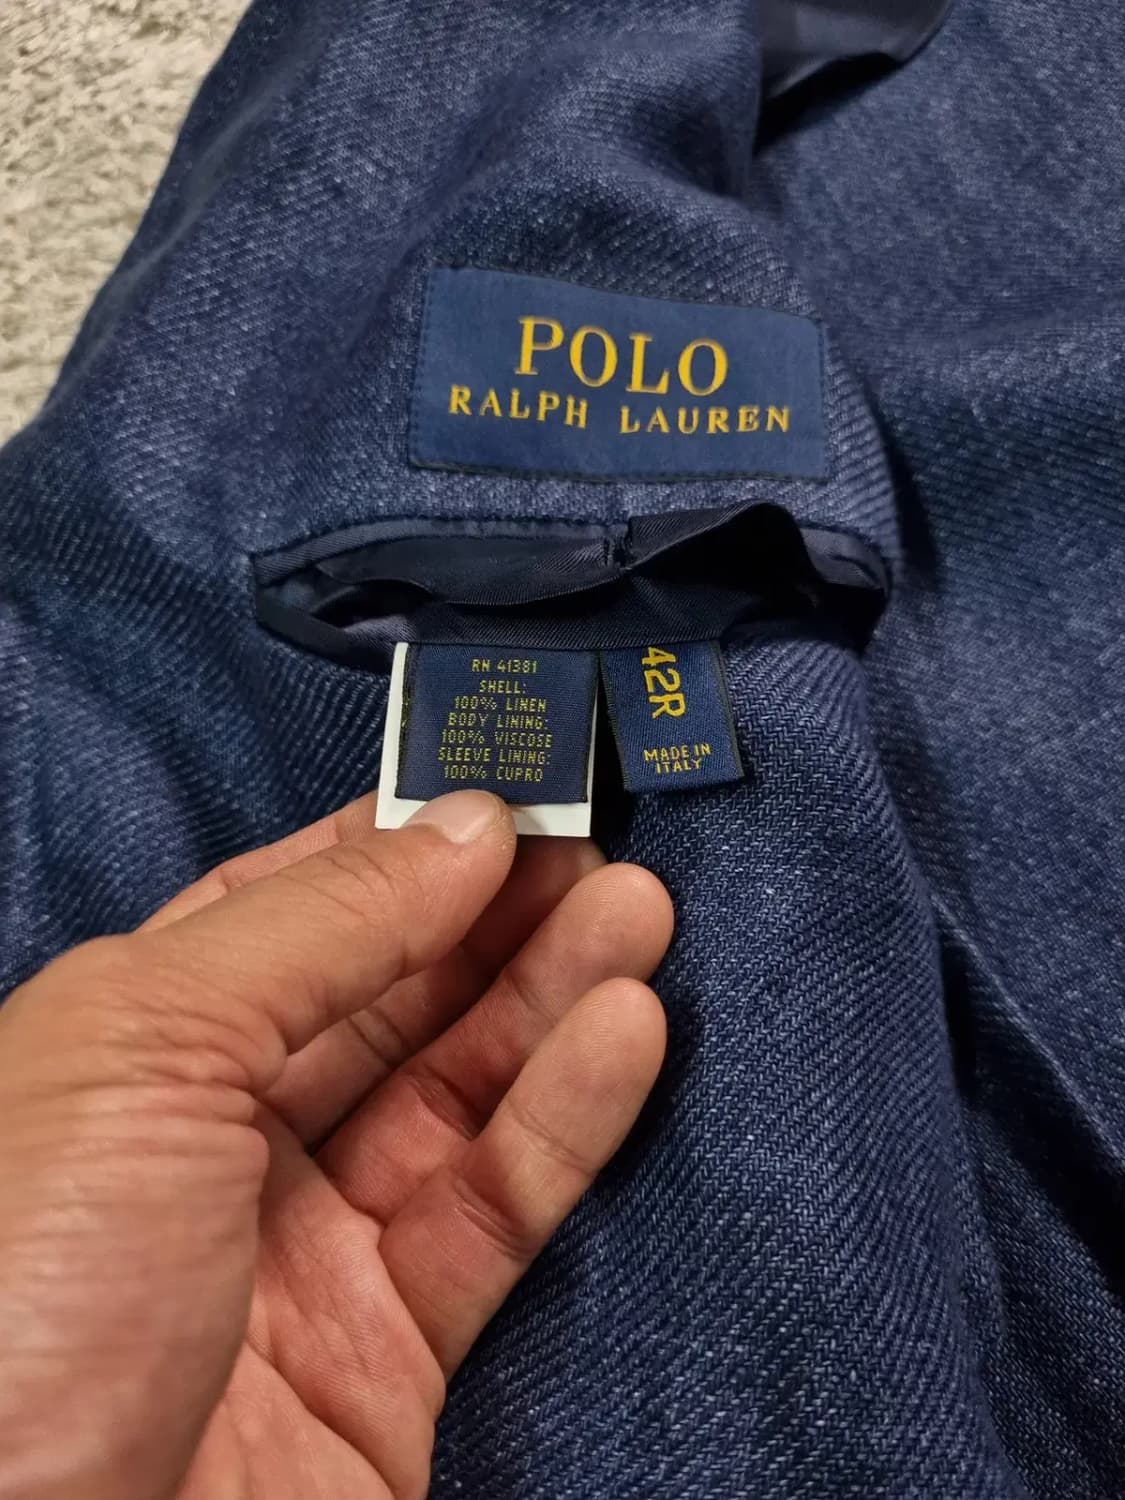 POLO
RALPH LAUREN
RN 41381
SHELL:
100% LINEN
BODY LINING:
100% VISCOSE
SLEEVE LINING:
100% CUPRO
42R
MADE IN
ITALY